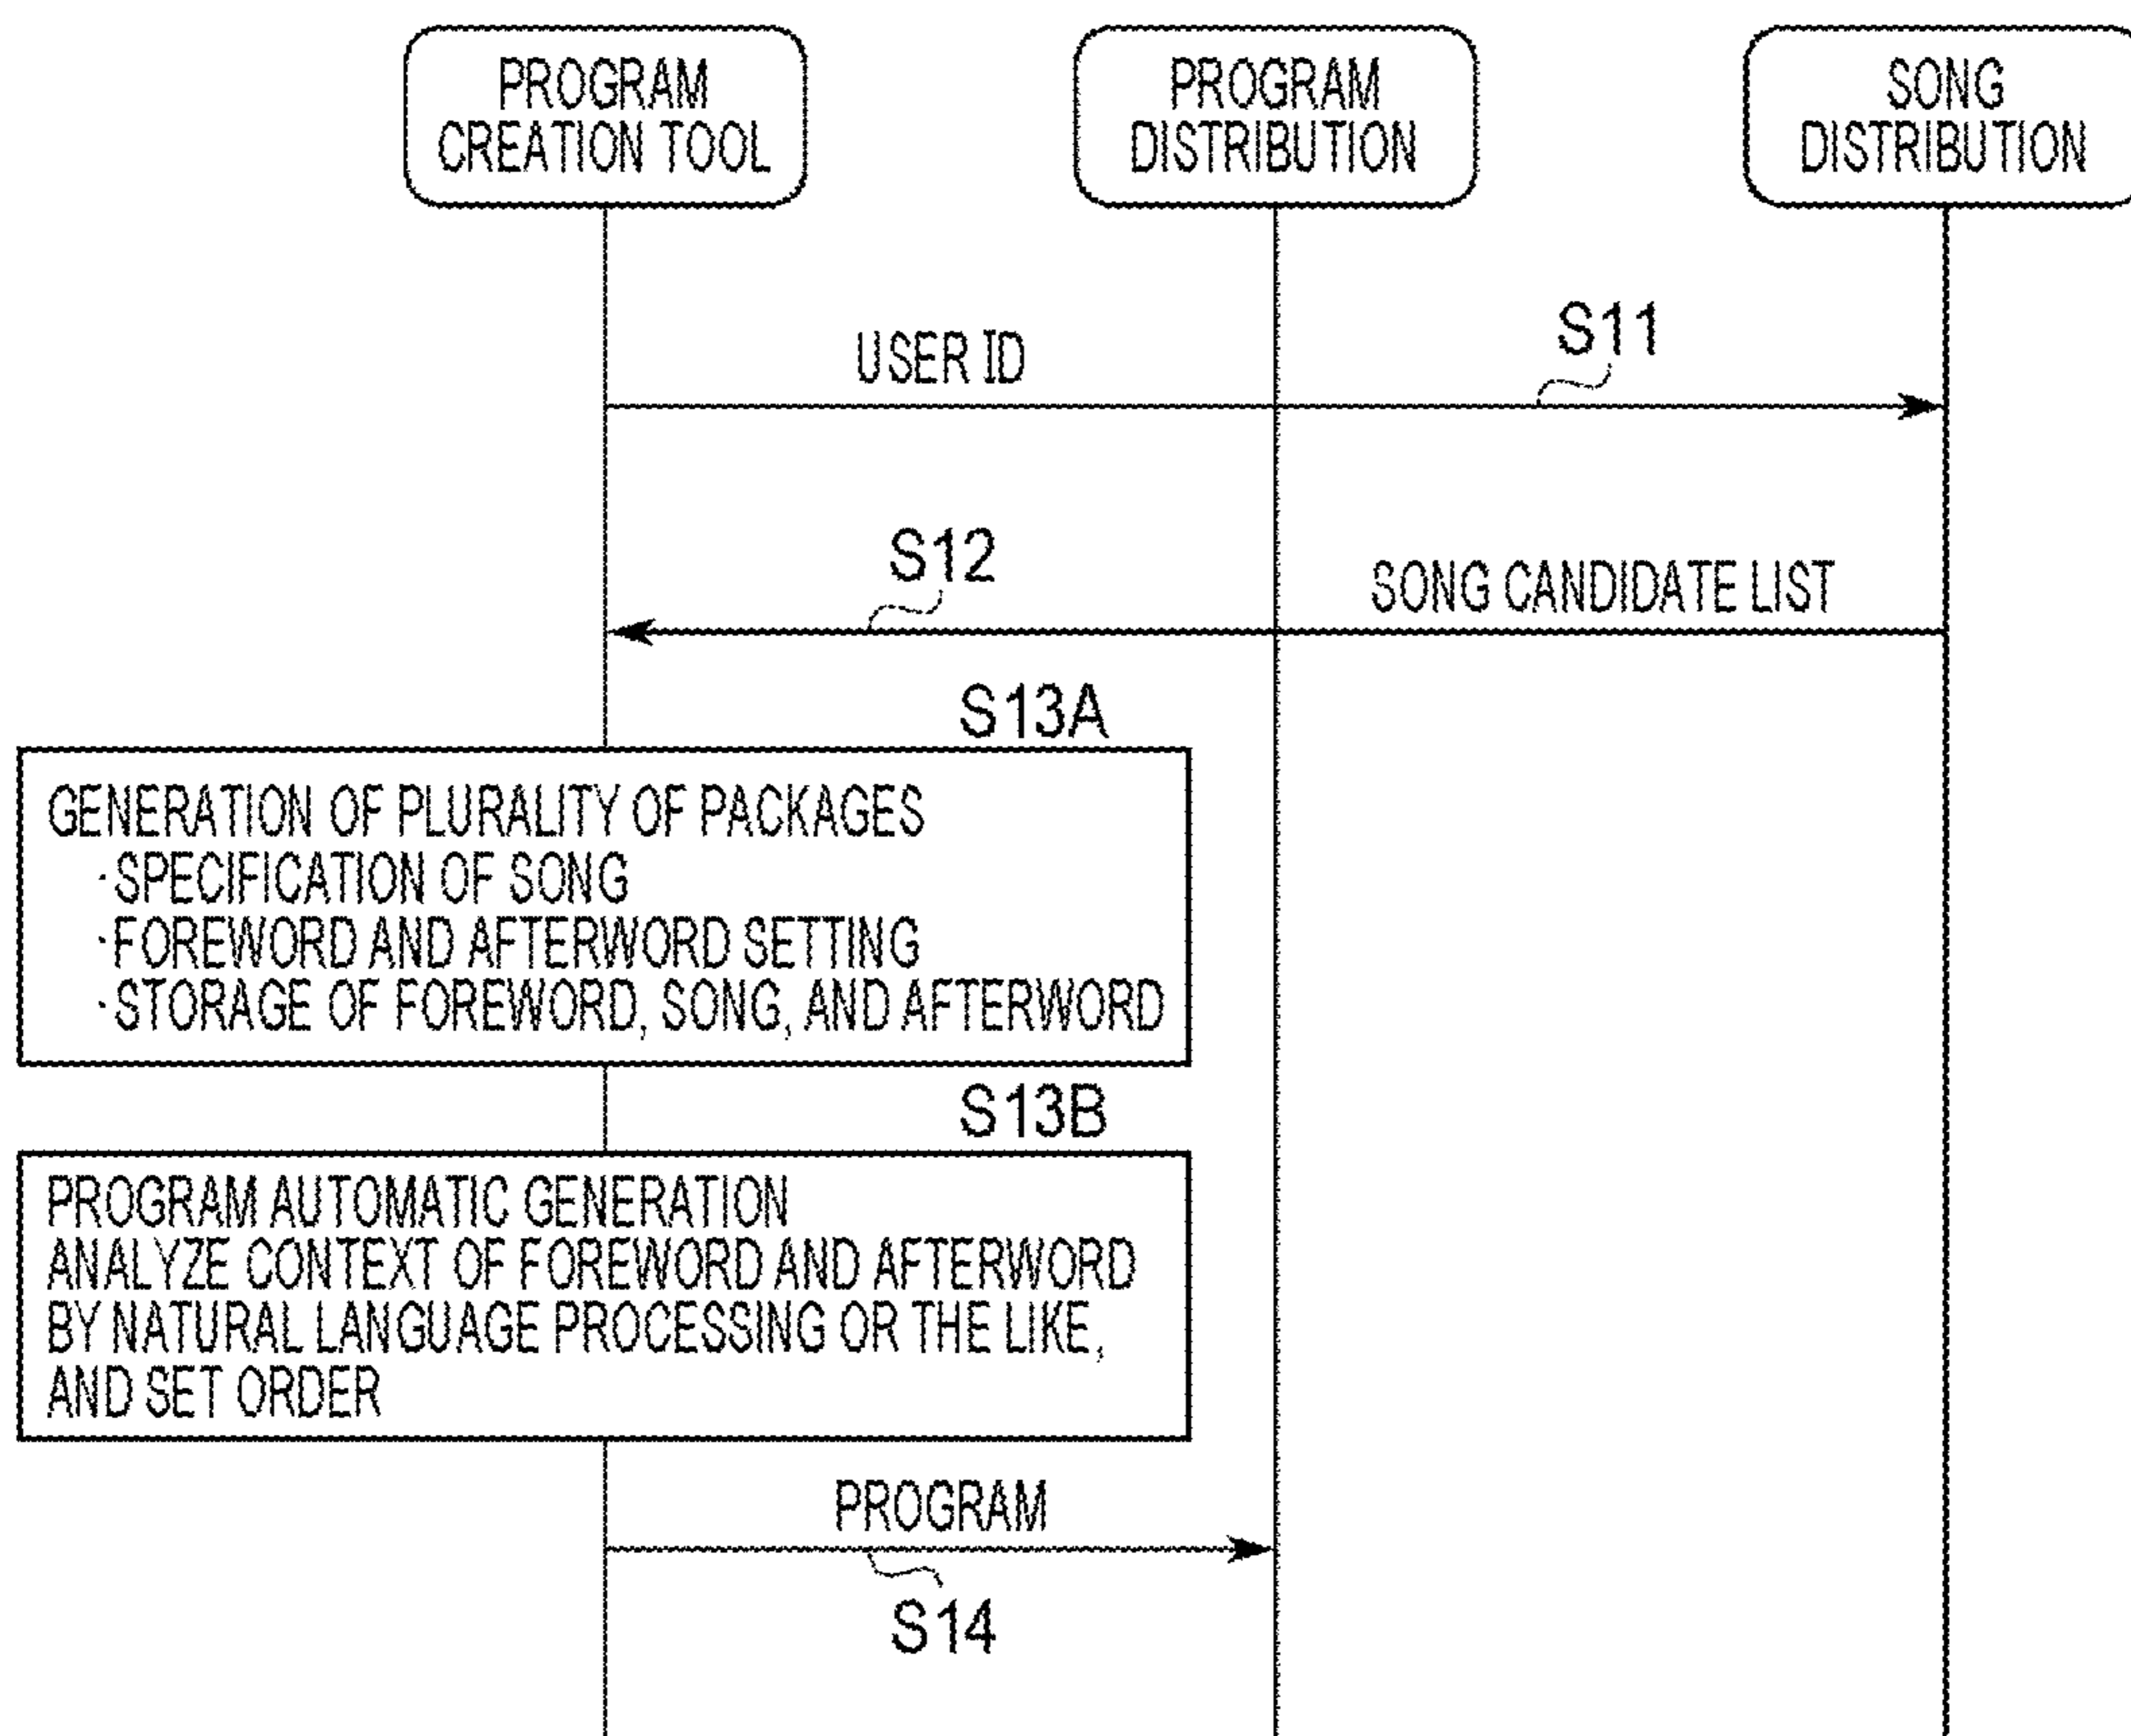 PROGRAM
CREATION TOOL
PROGRAM
DISTRIBUTION
SONG
DISTRIBUTION
S11
USER ID
S12
SONG CANDIDATE LIST
S13A
GENERATION OF PLURALITY OF PACKAGES
·SPECIFICATION OF SONG
·FOREWORD AND AFTERWORD SETTING
·STORAGE OF FOREWORD, SONG, AND AFTERWORD
S13B
PROGRAM AUTOMATIC GENERATION
ANALYZE CONTEXT OF FOREWORD AND AFTERWORD
BY NATURAL LANGUAGE PROCESSING OR THE LIKE,
AND SET ORDER
PROGRAM
S14